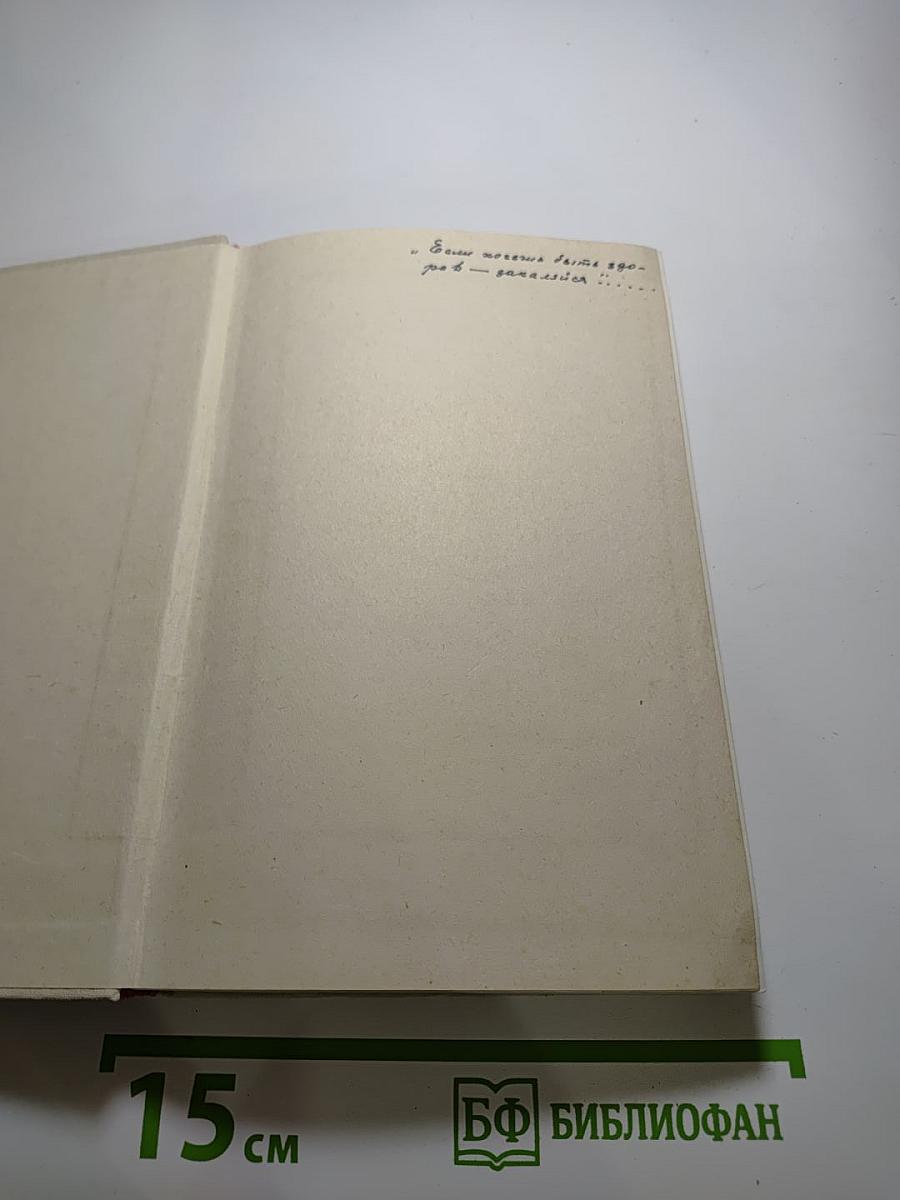 „Если хочешь быть здо-
ров — закаляйся“.....
15 см
БФ БИБЛИОФАН